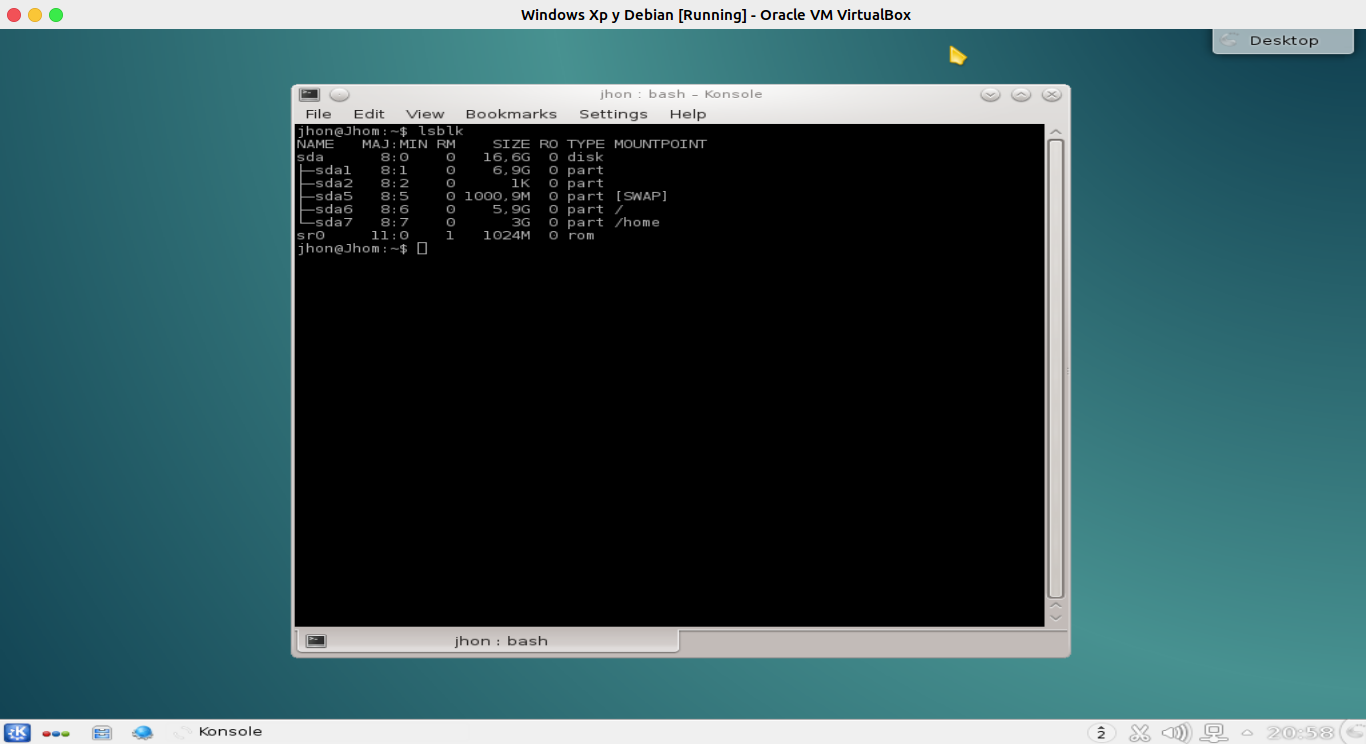 Windows Xp y Debian [Running] - Oracle VM VirtualBox
Desktop
jhon : bash – Konsole
File Edit View Bookmarks Settings Help
jhon@Jhom:~$ lsblk
NAME MAJ:MIN RM SIZE RO TYPE MOUNTPOINT
sda 8:0 0 16,6G 0 disk
├─sda1 8:1 0 6,9G 0 part
├─sda2 8:2 0 1K 0 part
├─sda5 8:5 0 1000,9M 0 part [SWAP]
├─sda6 8:6 0 5,9G 0 part /
└─sda7 8:7 0 3G 0 part /home
sr0 11:0 1 1024M 0 rom
jhon@Jhom:~$
jhon : bash
Konsole
2
20:58